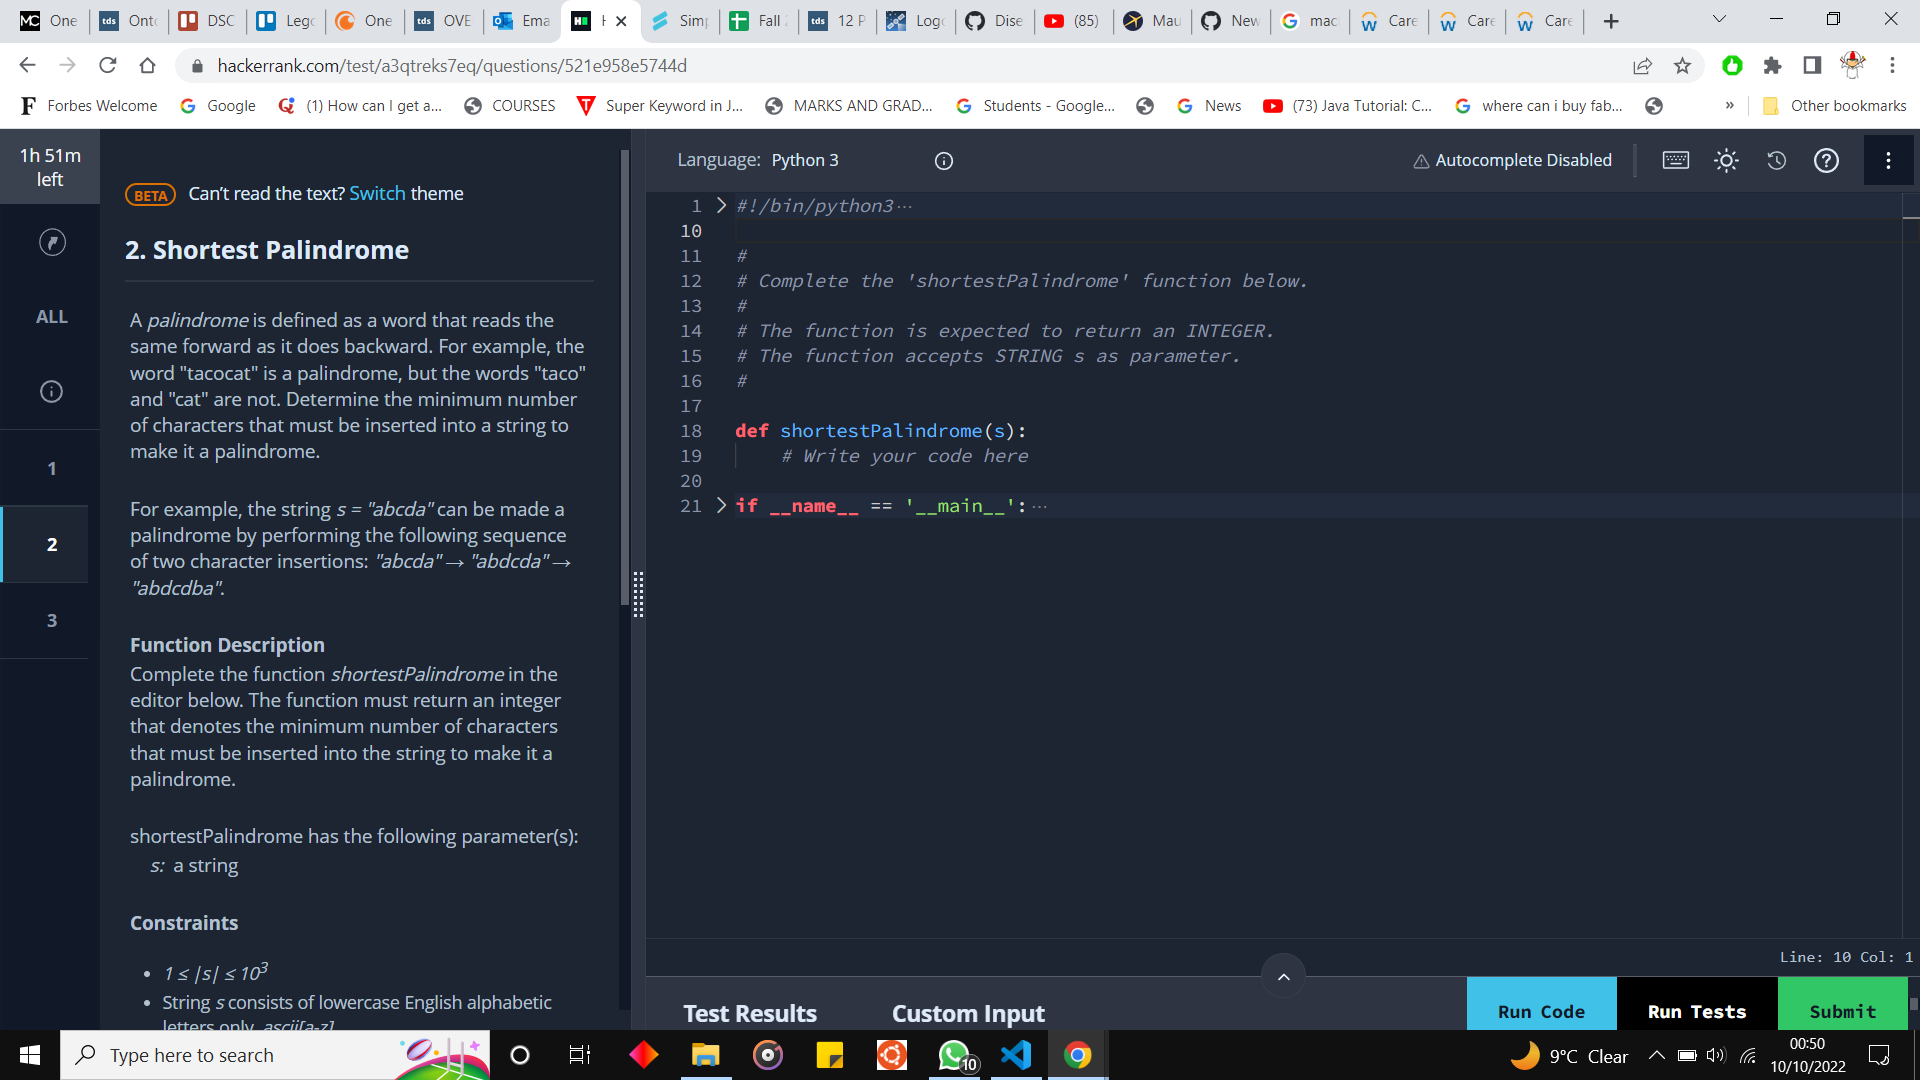 One
Onto
DSC
Lego
One
OVE
Ema
Simp
Fall 2
12 P
Logo
Dise
(85)
Mau
New
mac
Care
Care
Care
hackerrank.com/test/a3qtreks7eq/questions/521e958e5744d
Forbes Welcome
Google
(1) How can I get a...
COURSES
Super Keyword in J...
MARKS AND GRAD...
Students - Google...
News
(73) Java Tutorial: C...
where can i buy fab...
»
Other bookmarks
1h 51m
left
ALL
1
2
3
BETA Can't read the text? Switch theme
2. Shortest Palindrome
A palindrome is defined as a word that reads the
same forward as it does backward. For example, the
word "tacocat" is a palindrome, but the words "taco"
and "cat" are not. Determine the minimum number
of characters that must be inserted into a string to
make it a palindrome.
For example, the string s = "abcda" can be made a
palindrome by performing the following sequence
of two character insertions: "abcda" → "abdcda" →
"abdcdba".
Function Description
Complete the function shortestPalindrome in the
editor below. The function must return an integer
that denotes the minimum number of characters
that must be inserted into the string to make it a
palindrome.
shortestPalindrome has the following parameter(s):
s: a string
Constraints
• 1 ≤ |s| ≤ 10³
• String s consists of lowercase English alphabetic
letters only, ascii[a-z]
Language: Python 3
Autocomplete Disabled
1 #!/bin/python3 ...
10
11 #
12 # Complete the 'shortestPalindrome' function below.
13 #
14 # The function is expected to return an INTEGER.
15 # The function accepts STRING s as parameter.
16 #
17
18 def shortestPalindrome(s):
19 # Write your code here
20
21 if __name__ == '__main__': ...
Line: 10 Col: 1
Test Results
Custom Input
Run Code
Run Tests
Submit
Type here to search
10
9°C Clear
00:50
10/10/2022